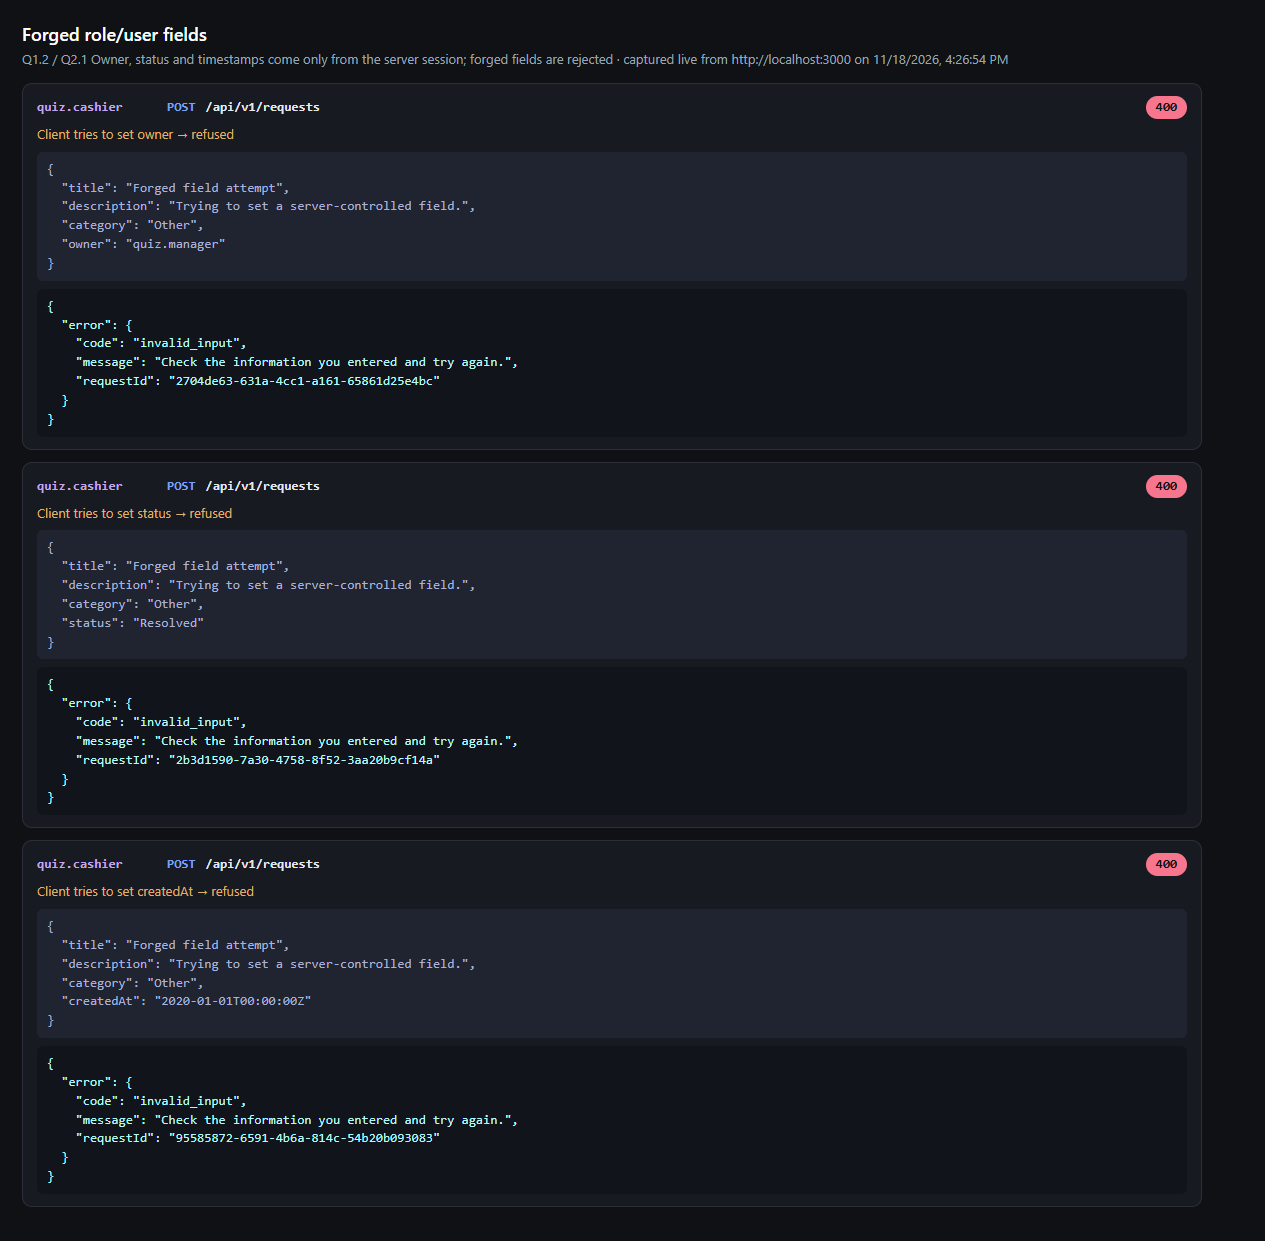 Forged role/user fields
Q1.2 / Q2.1 Owner, status and timestamps come only from the server session; forged fields are rejected · captured live from http://localhost:3000 on 11/18/2026, 4:26:54 PM
quiz.cashier POST /api/v1/requests 400
Client tries to set owner → refused
{
  "title": "Forged field attempt",
  "description": "Trying to set a server-controlled field.",
  "category": "Other",
  "owner": "quiz.manager"
}
{
  "error": {
    "code": "invalid_input",
    "message": "Check the information you entered and try again.",
    "requestId": "2704de63-631a-4cc1-a161-65861d25e4bc"
  }
}
quiz.cashier POST /api/v1/requests 400
Client tries to set status → refused
{
  "title": "Forged field attempt",
  "description": "Trying to set a server-controlled field.",
  "category": "Other",
  "status": "Resolved"
}
{
  "error": {
    "code": "invalid_input",
    "message": "Check the information you entered and try again.",
    "requestId": "2b3d1590-7a30-4758-8f52-3aa20b9cf14a"
  }
}
quiz.cashier POST /api/v1/requests 400
Client tries to set createdAt → refused
{
  "title": "Forged field attempt",
  "description": "Trying to set a server-controlled field.",
  "category": "Other",
  "createdAt": "2020-01-01T00:00:00Z"
}
{
  "error": {
    "code": "invalid_input",
    "message": "Check the information you entered and try again.",
    "requestId": "95585872-6591-4b6a-814c-54b20b093083"
  }
}